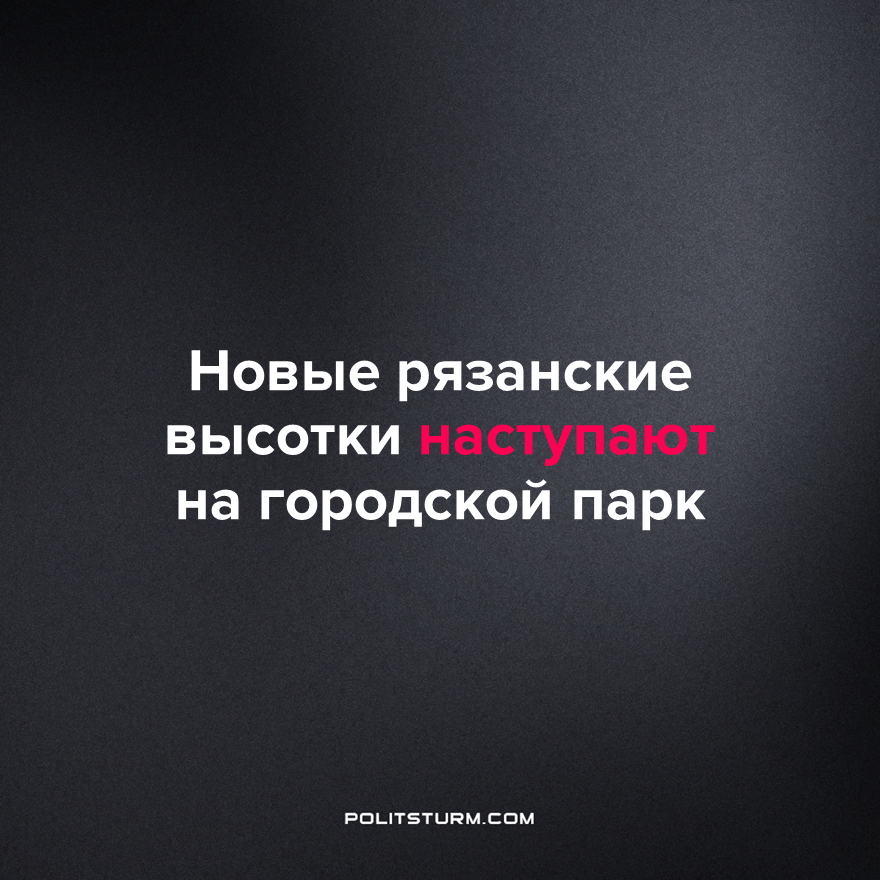 Новые рязанские
высотки наступают
на городской парк
POLITSTURM.COM